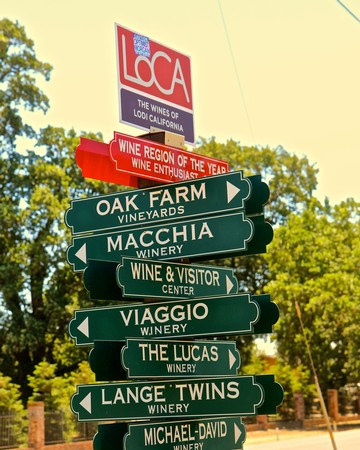 LoCA
THE WINES OF
LODI CALIFORNIA
WINE REGION OF THE YEAR
WINE ENTHUSIAST
OAK FARM
VINEYARDS
MACCHIA
WINERY
WINE & VISITOR
CENTER
VIAGGIO
WINERY
THE LUCAS
WINERY
LANGE TWINS
WINERY
MICHAEL-DAVID
WINERY